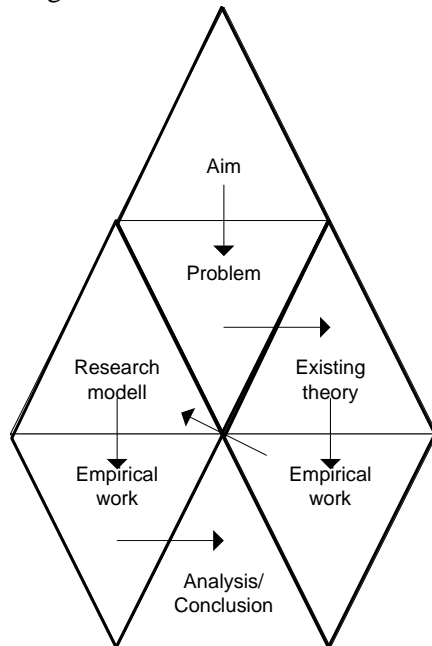 Aim
Problem
Research
modell
Existing
theory
Empirical
work
Empirical
work
Analysis/
Conclusion